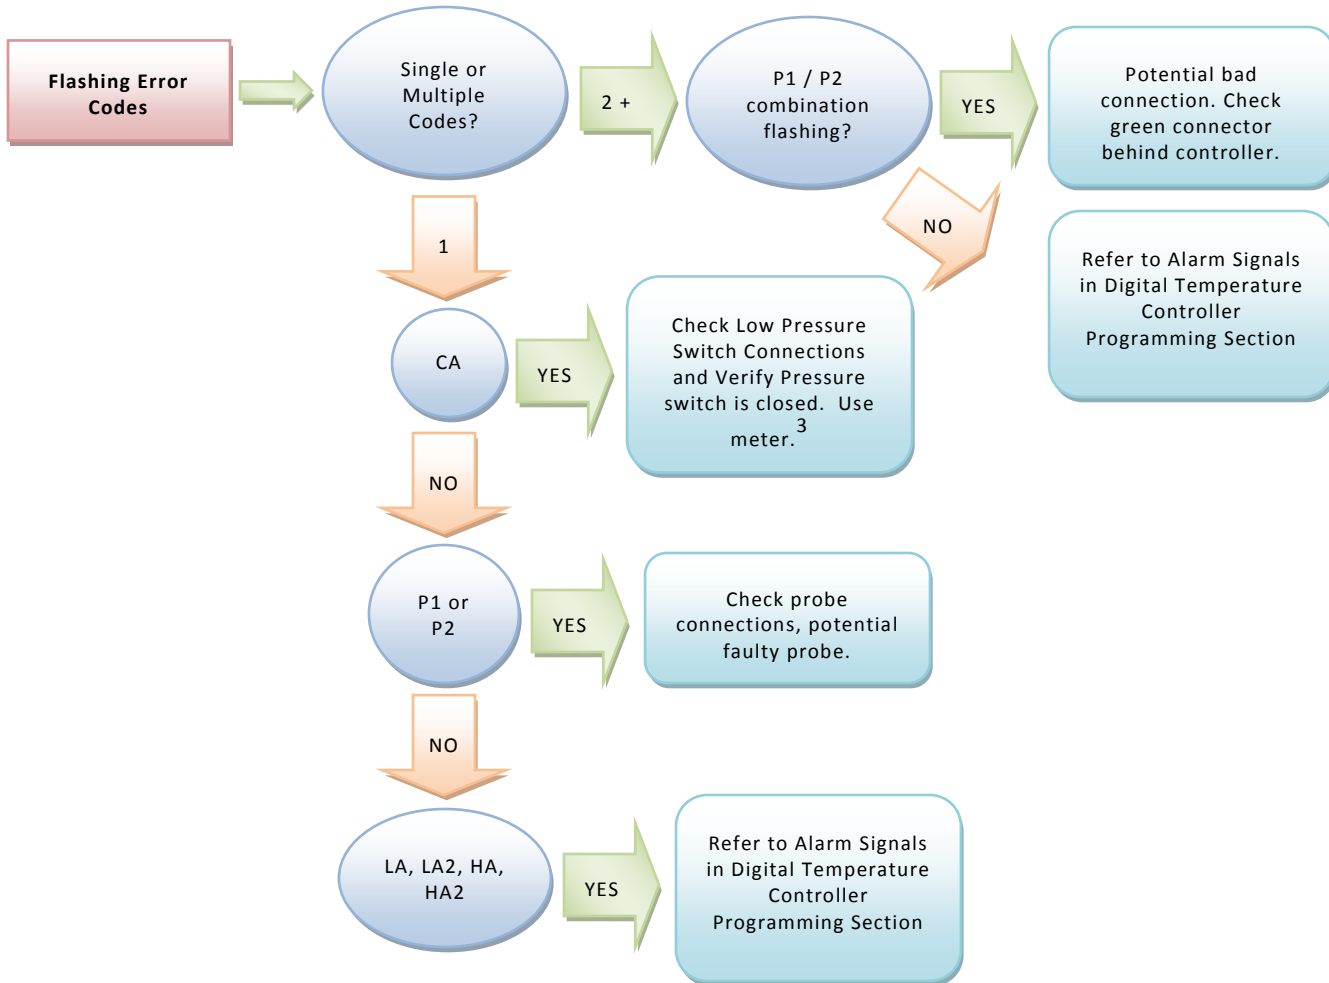 Flashing Error
Codes
Single or
Multiple
Codes?
2 +
P1 / P2
combination
flashing?
YES
Potential bad
connection. Check
green connector
behind controller.
NO
Refer to Alarm Signals
in Digital Temperature
Controller
Programming Section
1
CA
YES
Check Low Pressure
Switch Connections
and Verify Pressure
switch is closed. Use
meter.3
NO
P1 or
P2
YES
Check probe
connections, potential
faulty probe.
NO
LA, LA2, HA,
HA2
YES
Refer to Alarm Signals
in Digital Temperature
Controller
Programming Section